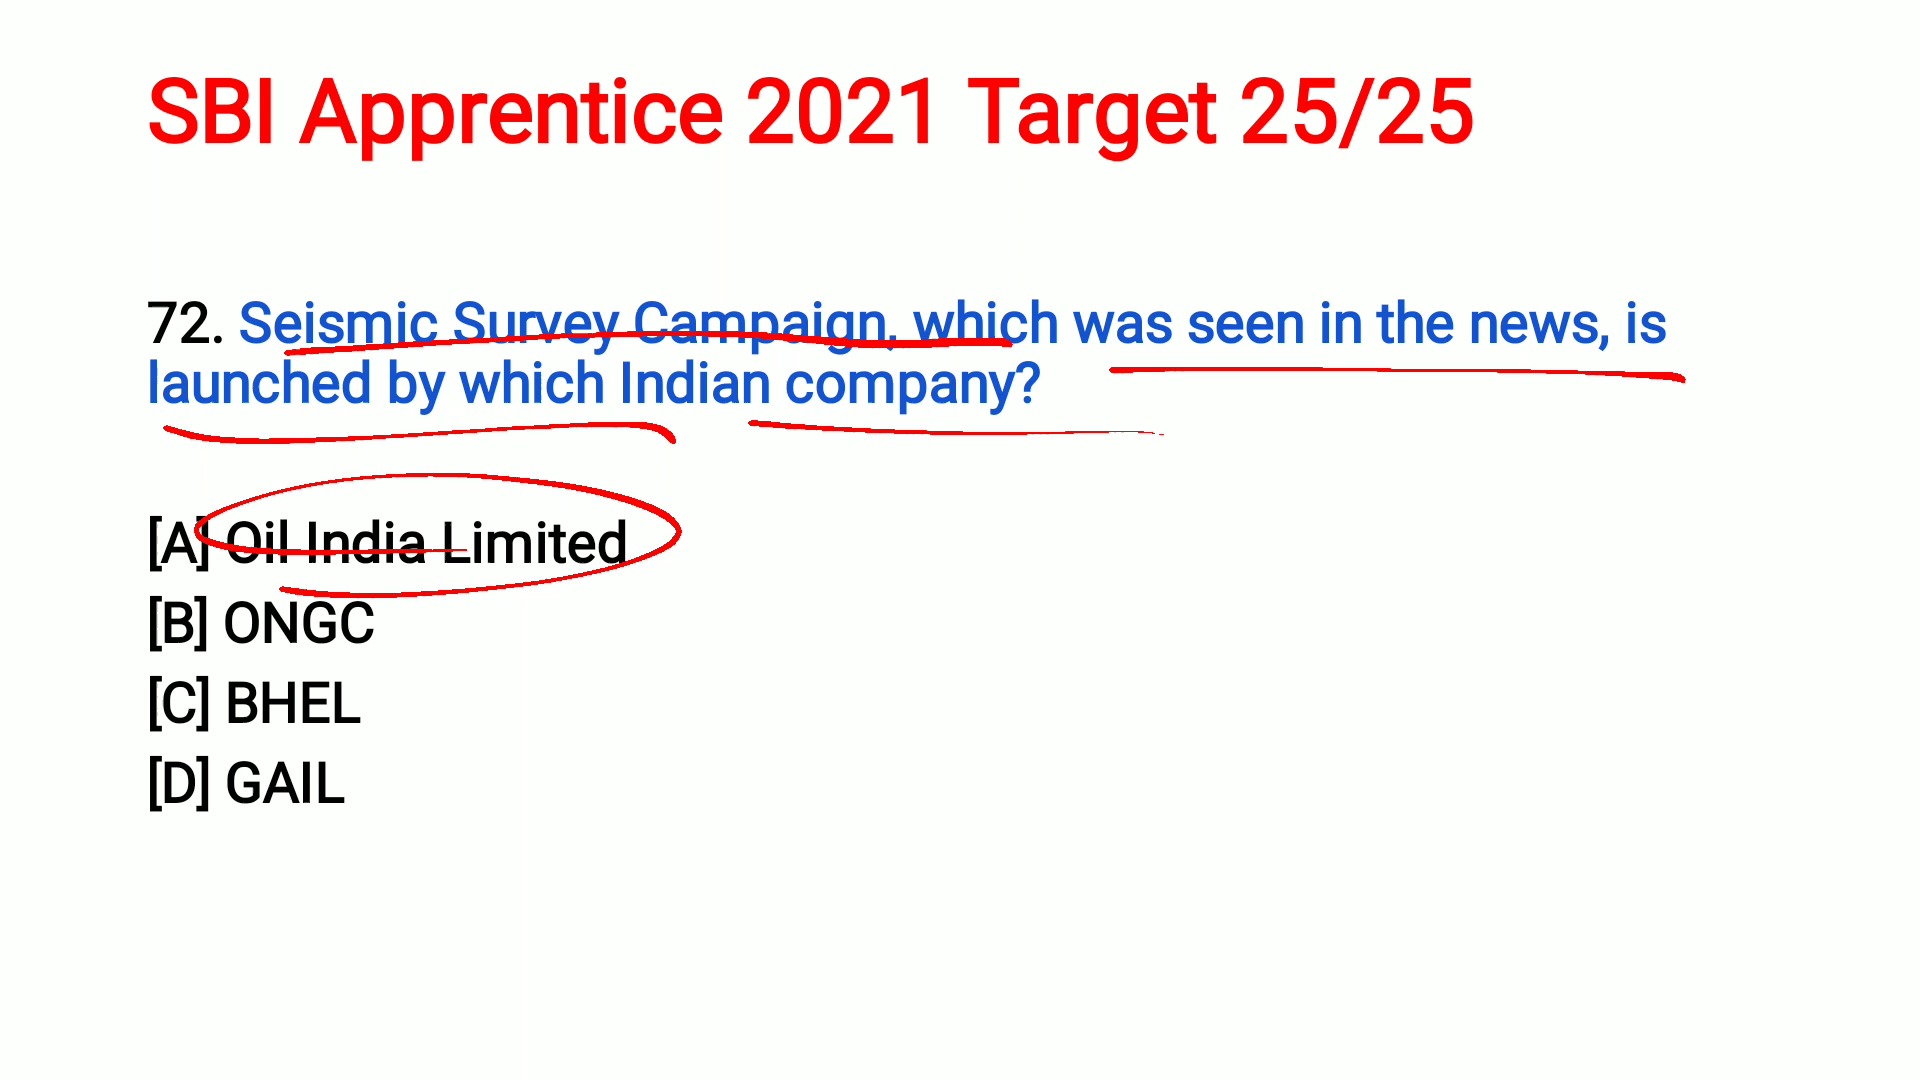 SBI Apprentice 2021 Target 25/25
72. Seismic Survey Campaign, which was seen in the news, is
launched by which Indian company?
[A] Oil India Limited
[B] ONGC
[C] BHEL
[D] GAIL